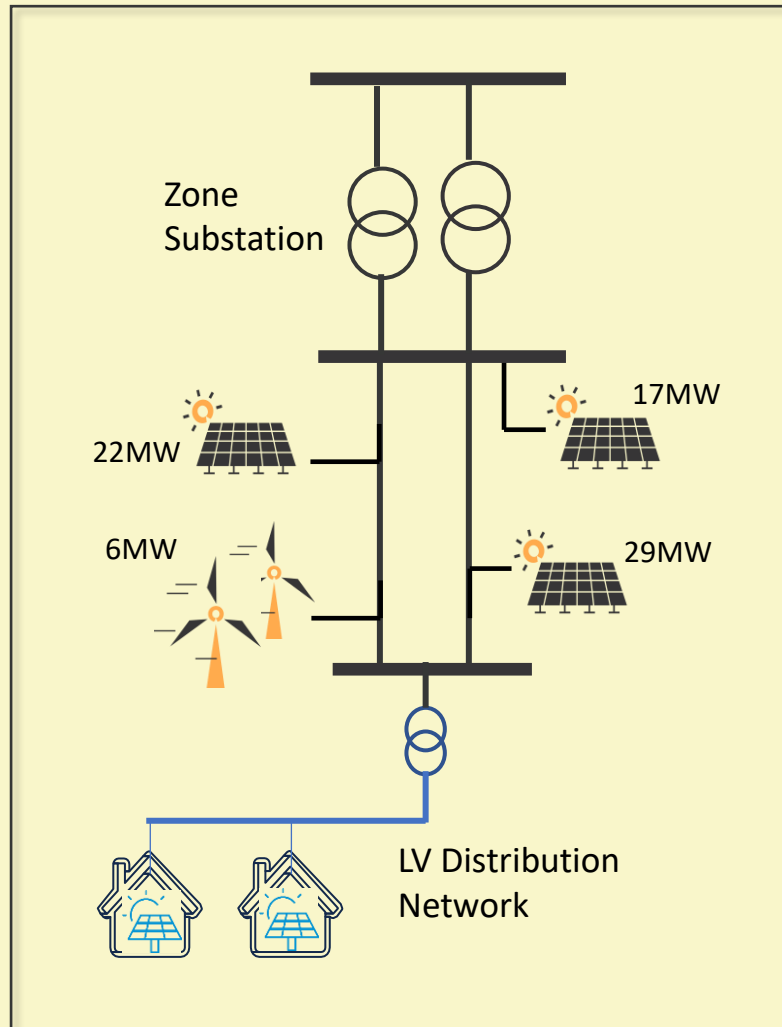 Zone
Substation
17MW
22MW
6MW
29MW
LV Distribution
Network